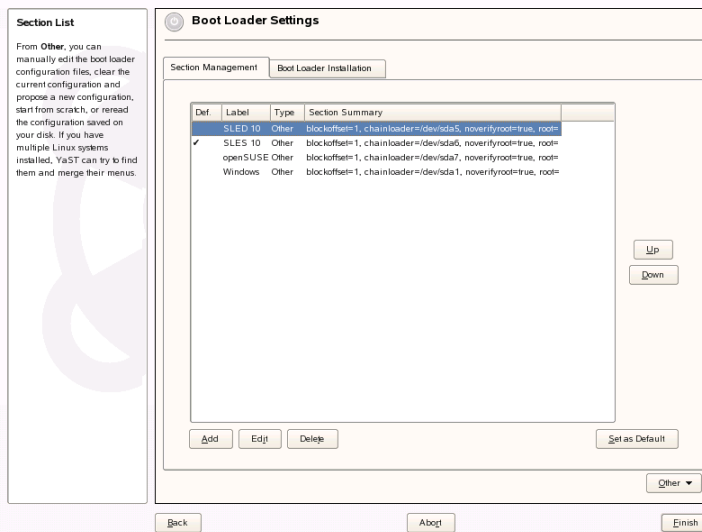 Section List
From Other, you can
manually edit the boot loader
configuration files, clear the
current configuration and
propose a new configuration,
start from scratch, or reread
the configuration saved on
your disk. If you have
multiple Linux systems
installed, YaST can try to find
them and merge their menus.
Boot Loader Settings
Section Management Boot Loader Installation
Def. Label Type Section Summary
SLED 10 Other blockoffset=1, chainloader=/dev/sda5, noverifyroot=true, root=
✔ SLES 10 Other blockoffset=1, chainloader=/dev/sda6, noverifyroot=true, root=
openSUSE Other blockoffset=1, chainloader=/dev/sda7, noverifyroot=true, root=
Windows Other blockoffset=1, chainloader=/dev/sda1, noverifyroot=true, root=
Up
Down
Add Edit Delete Set as Default
Other
Back Abort Finish